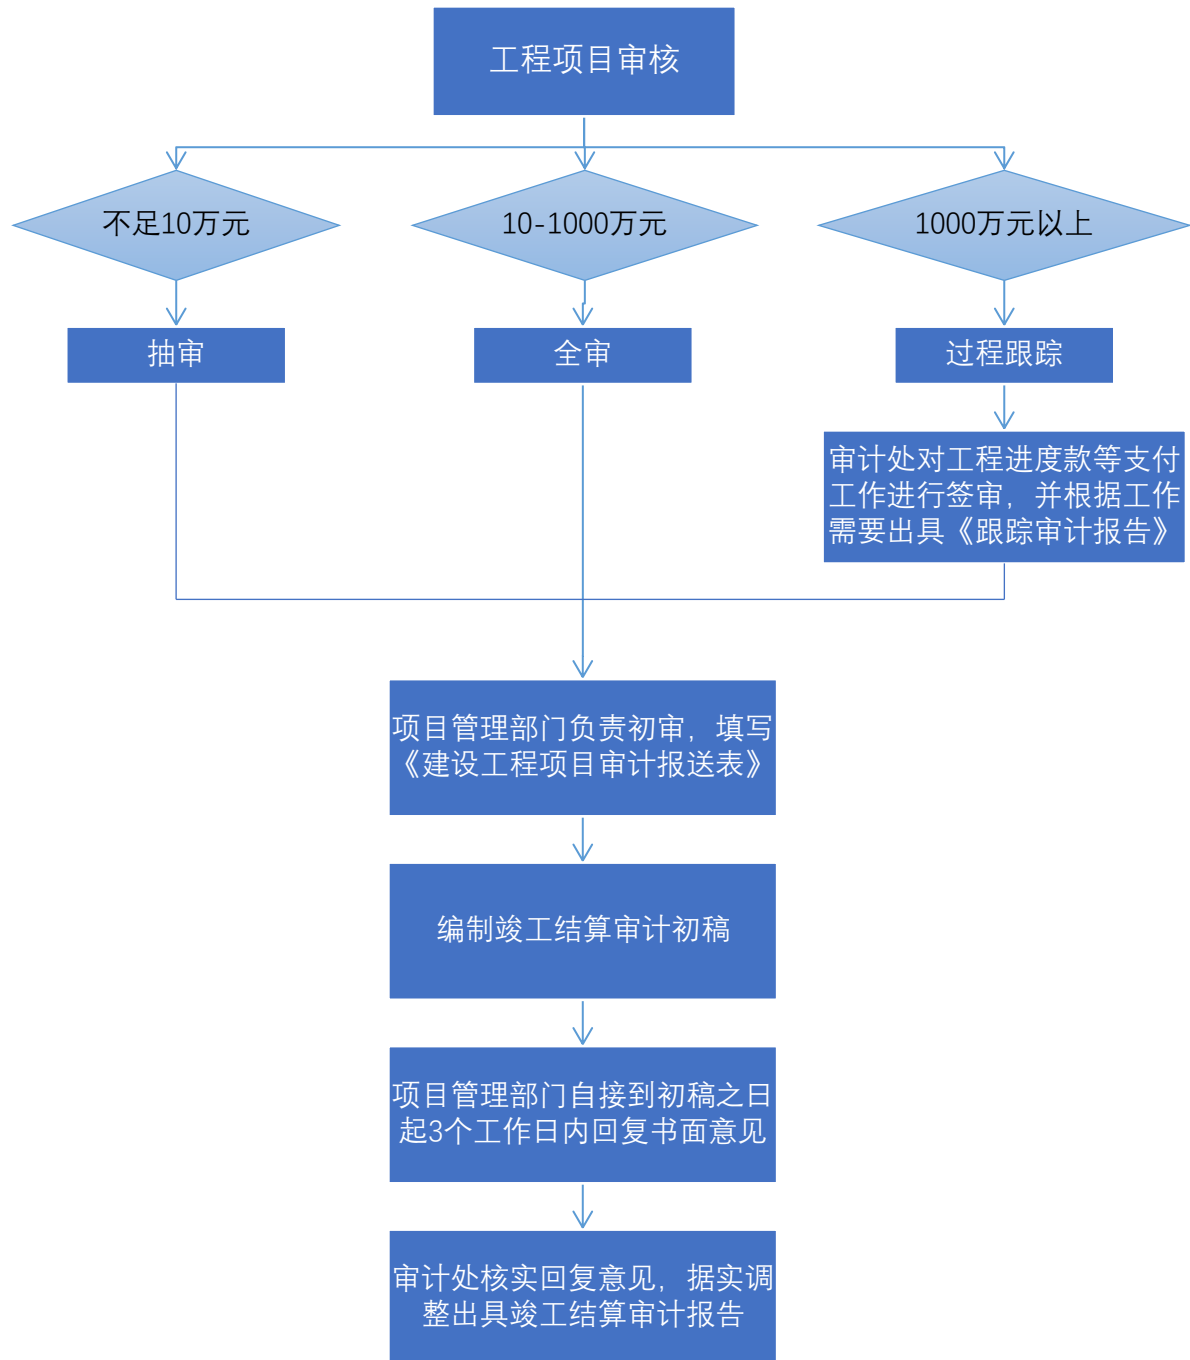 工程项目审核
不足10万元
10-1000万元
1000万元以上
抽审
全审
过程跟踪
审计处对工程进度款等支付
工作进行签审，并根据工作
需要出具《跟踪审计报告》
项目管理部门负责初审，填写
《建设工程项目审计报送表》
编制竣工结算审计初稿
项目管理部门自接到初稿之日
起3个工作日内回复书面意见
审计处核实回复意见，据实调
整出具竣工结算审计报告